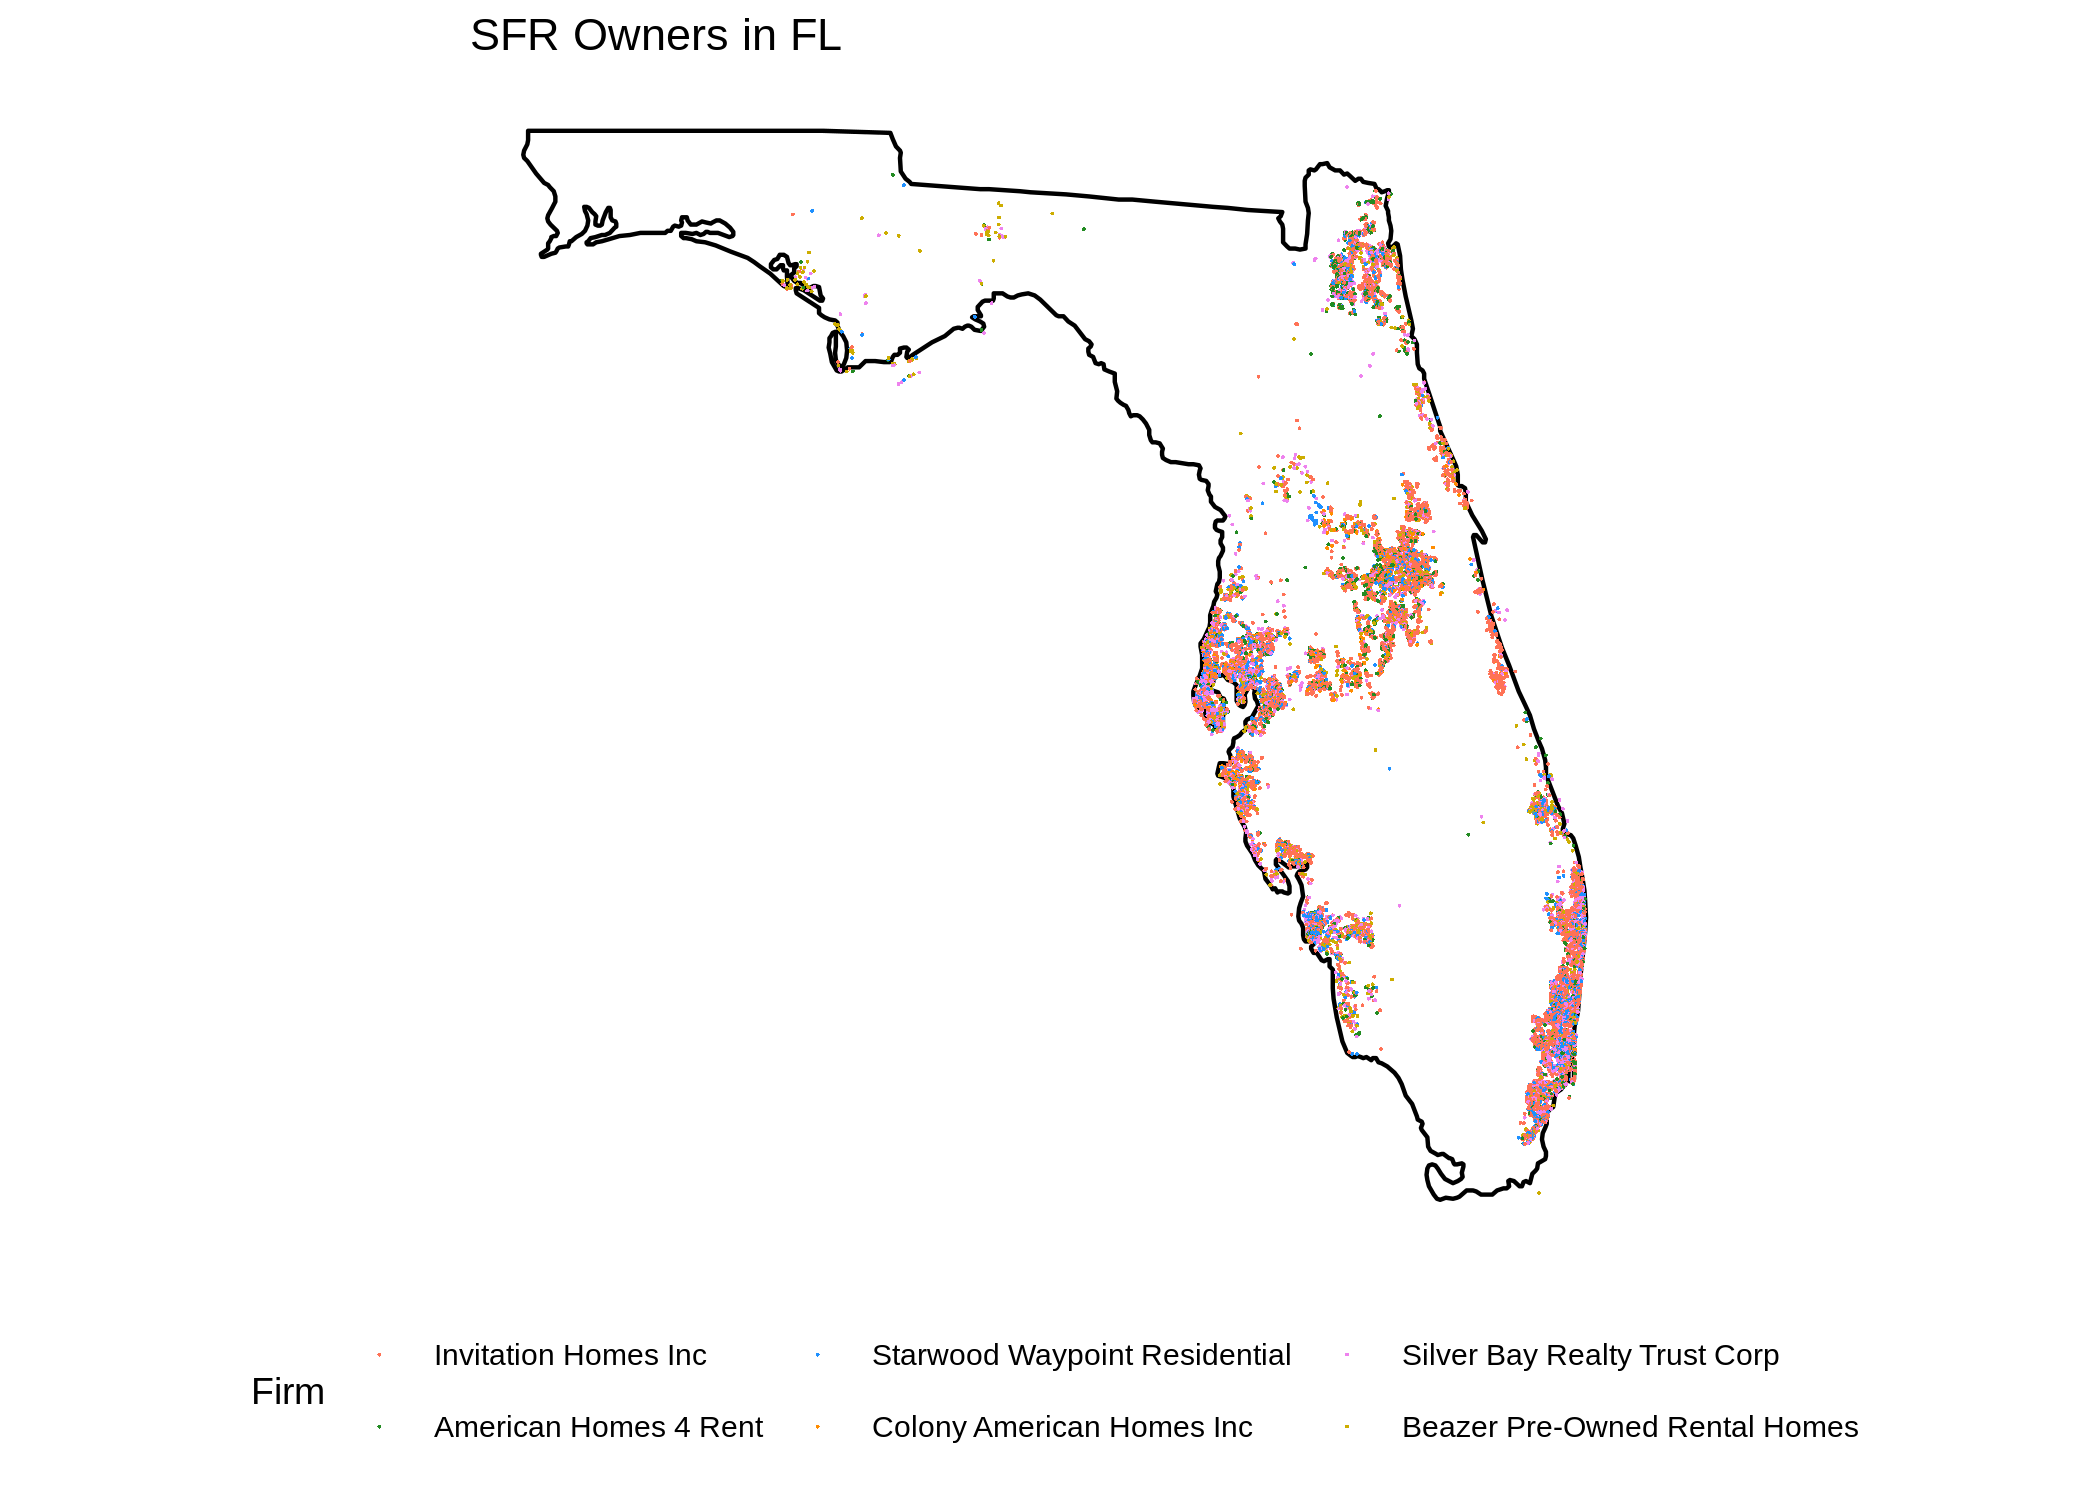 SFR Owners in FL
Firm
Invitation Homes Inc
Starwood Waypoint Residential
Silver Bay Realty Trust Corp
American Homes 4 Rent
Colony American Homes Inc
Beazer Pre-Owned Rental Homes